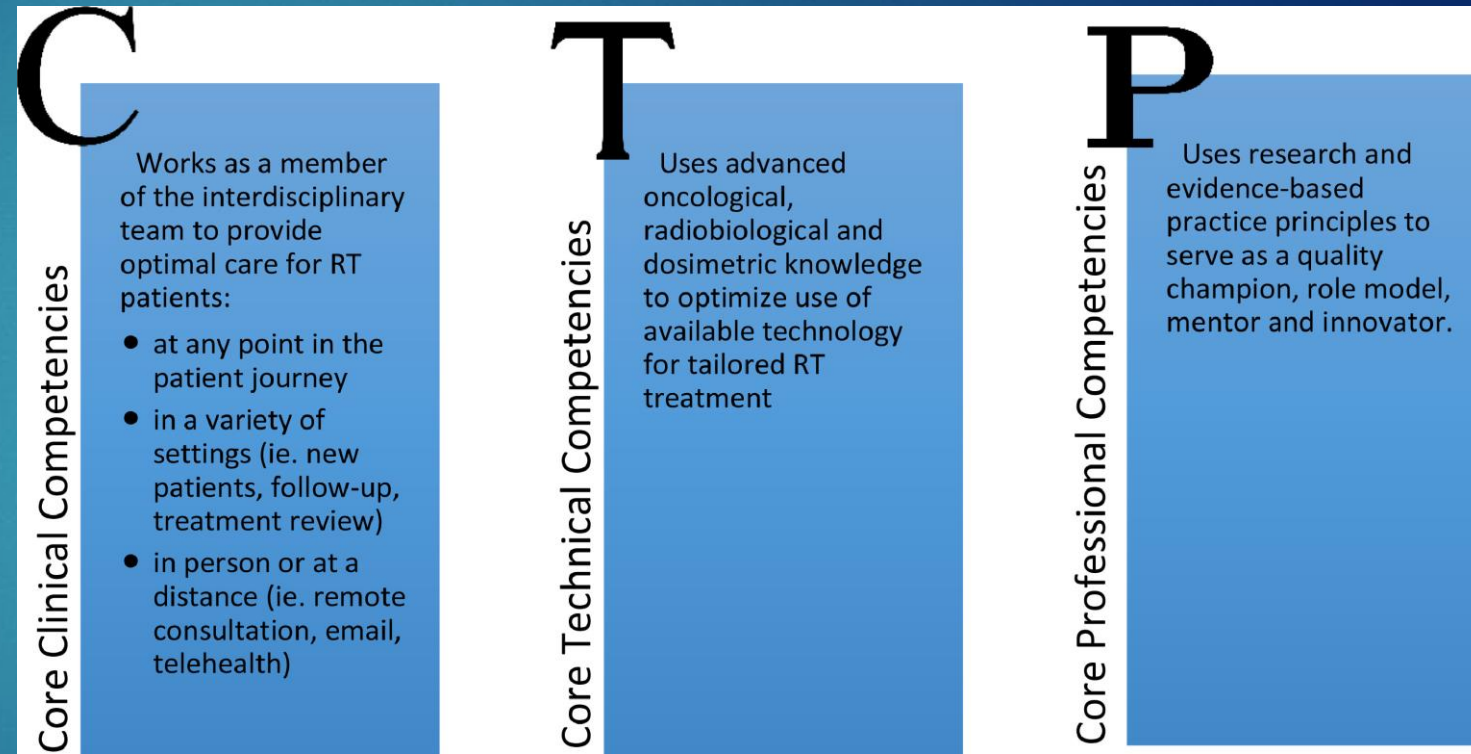 C
Core Clinical Competencies
Works as a member
of the interdisciplinary
team to provide
optimal care for RT
patients:
• at any point in the
patient journey
• in a variety of
settings (ie. new
patients, follow-up,
treatment review)
• in person or at a
distance (ie. remote
consultation, email,
telehealth)
T
Core Technical Competencies
Uses advanced
oncological,
radiobiological and
dosimetric knowledge
to optimize use of
available technology
for tailored RT
treatment
P
Core Professional Competencies
Uses research and
evidence-based
practice principles to
serve as a quality
champion, role model,
mentor and innovator.